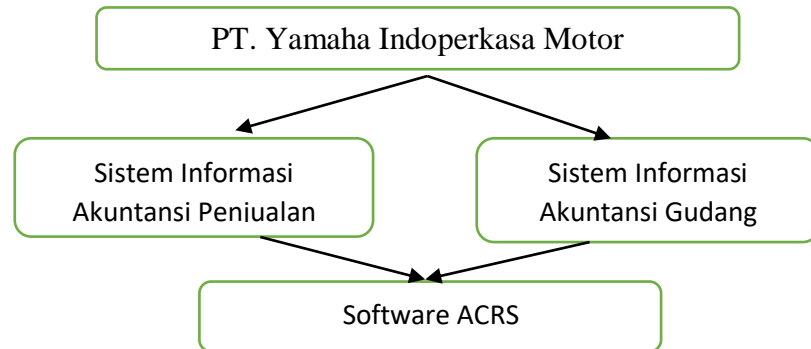 PT. Yamaha Indoperkasa Motor
Sistem Informasi
Akuntansi Penjualan
Sistem Informasi
Akuntansi Gudang
Software ACRS